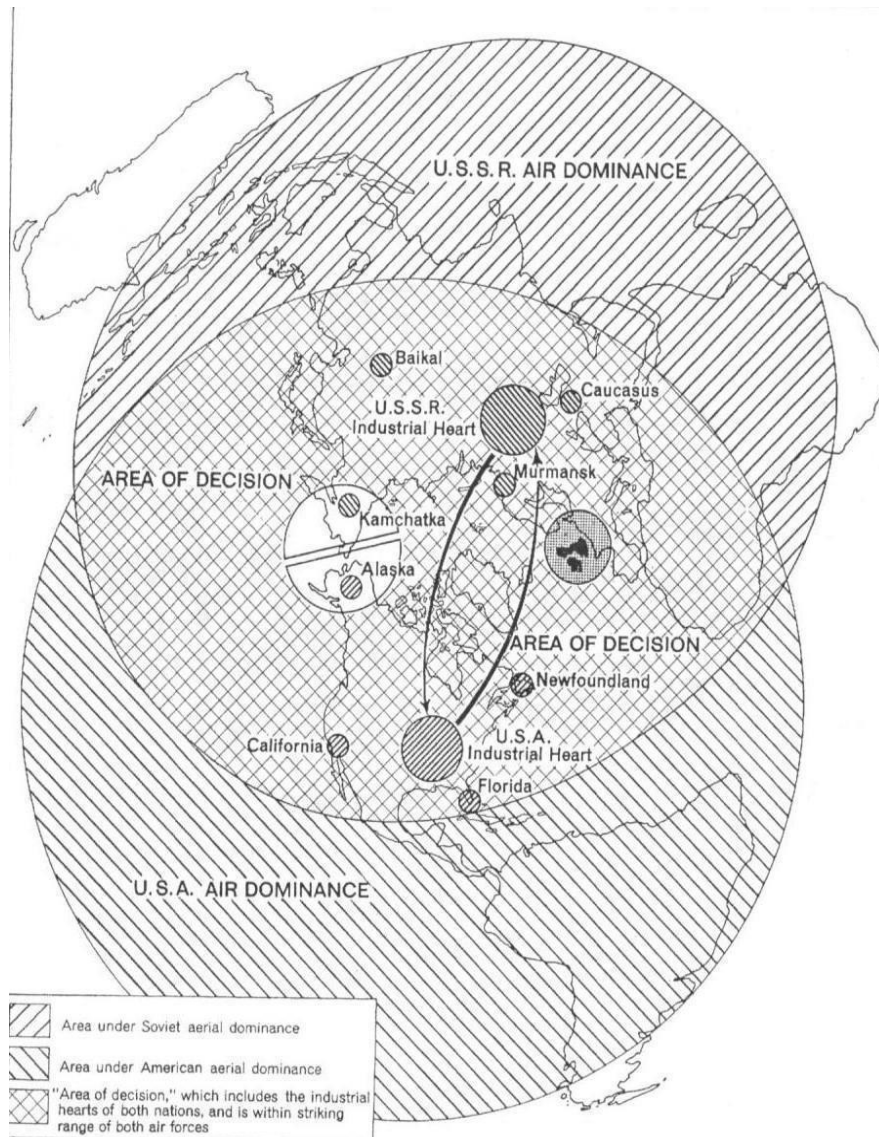 U.S.S.R. AIR DOMINANCE
Baikal
U.S.S.R.
Industrial Heart
Caucasus
AREA OF DECISION
Murmansk
Kamchatka
Alaska
AREA OF DECISION
Newfoundland
California
U.S.A.
Industrial Heart
Florida
U.S.A. AIR DOMINANCE
Area under Soviet aerial dominance
Area under American aerial dominance
"Area of decision," which includes the industrial
hearts of both nations, and is within striking
range of both air forces